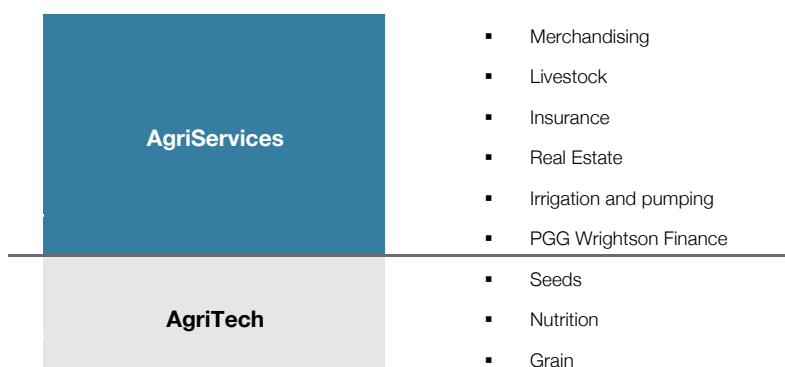 AgriServices
▪ Merchandising
▪ Livestock
▪ Insurance
▪ Real Estate
▪ Irrigation and pumping
▪ PGG Wrightson Finance
AgriTech
▪ Seeds
▪ Nutrition
▪ Grain